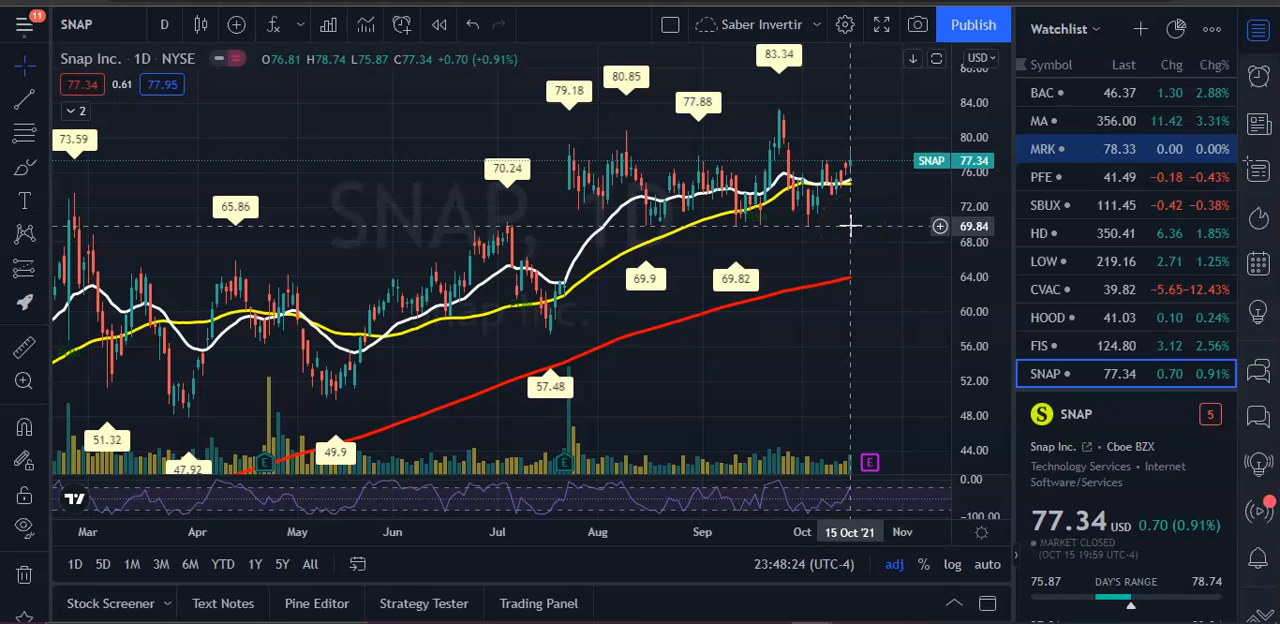 11
SNAP
D
Saber Invertir
Publish
Snap Inc. · 1D · NYSE
O76.81 H78.74 L75.87 C77.34 +0.70 (+0.91%)
77.34 0.61 77.95
2
USD
73.59
65.86
70.24
79.18
80.85
77.88
83.34
69.9
69.82
57.48
51.32
47.92
49.9
SNAP, 1D
Snap Inc.
84.00
80.00
SNAP 77.34
76.00
72.00
69.84
68.00
64.00
60.00
56.00
52.00
48.00
44.00
0.00
-100.00
E
E
E
Mar Apr May Jun Jul Aug Sep Oct 15 Oct '21 Nov
1D 5D 1M 3M 6M YTD 1Y 5Y All
23:48:24 (UTC-4) adj % log auto
Stock Screener Text Notes Pine Editor Strategy Tester Trading Panel
Watchlist
Symbol Last Chg Chg%
BAC 46.37 1.30 2.88%
MA 356.00 11.42 3.31%
MRK 78.33 0.00 0.00%
PFE 41.49 -0.18 -0.43%
SBUX 111.45 -0.42 -0.38%
HD 350.41 6.36 1.85%
LOW 219.16 2.71 1.25%
CVAC 39.82 -5.65 -12.43%
HOOD 41.03 0.10 0.24%
FIS 124.80 3.12 2.56%
SNAP 77.34 0.70 0.91%
S SNAP 5
Snap Inc. · Cboe BZX
Technology Services · Internet
Software/Services
77.34 USD 0.70 (0.91%)
MARKET CLOSED
(OCT 15 19:59 UTC-4)
75.87 DAY'S RANGE 78.74